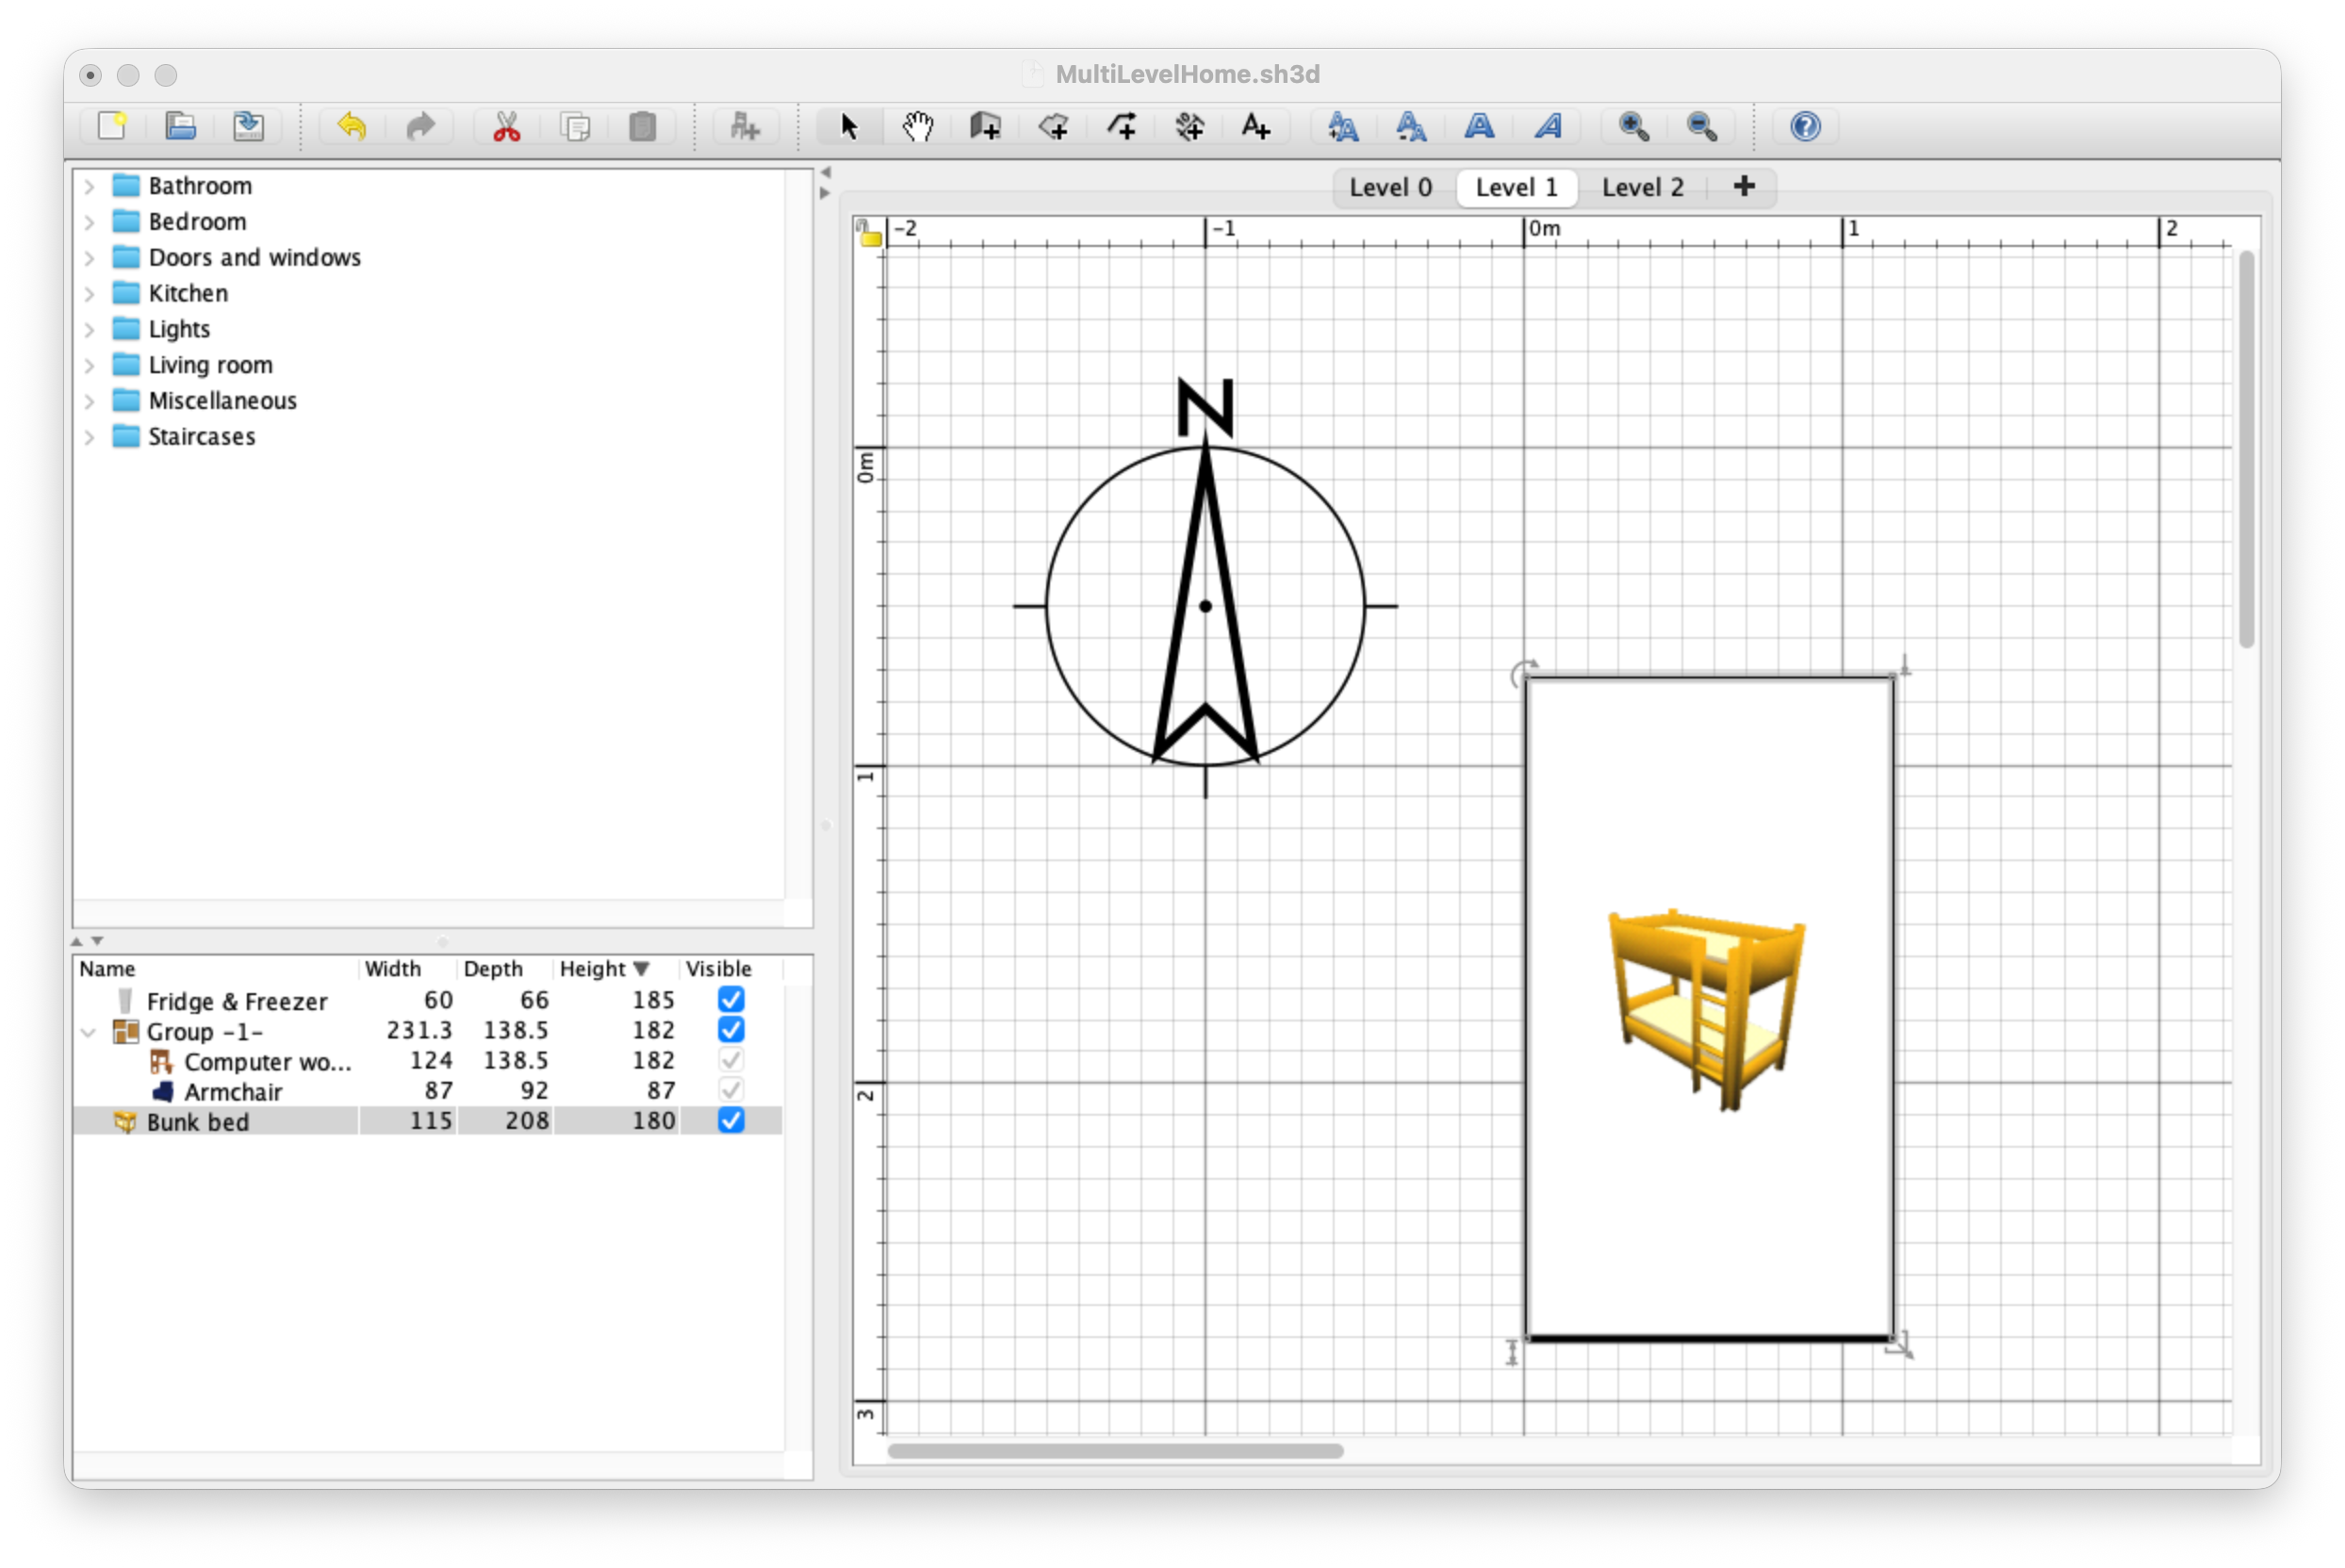 MultiLevelHome.sh3d
Bathroom
Bedroom
Doors and windows
Kitchen
Lights
Living room
Miscellaneous
Staircases
Name Width Depth Height Visible
Fridge & Freezer 60 66 185
Group -1- 231.3 138.5 182
Computer wo... 124 138.5 182
Armchair 87 92 87
Bunk bed 115 208 180
Level 0 Level 1 Level 2 +
-2 -1 0m 1 2
N
0m
1
2
3